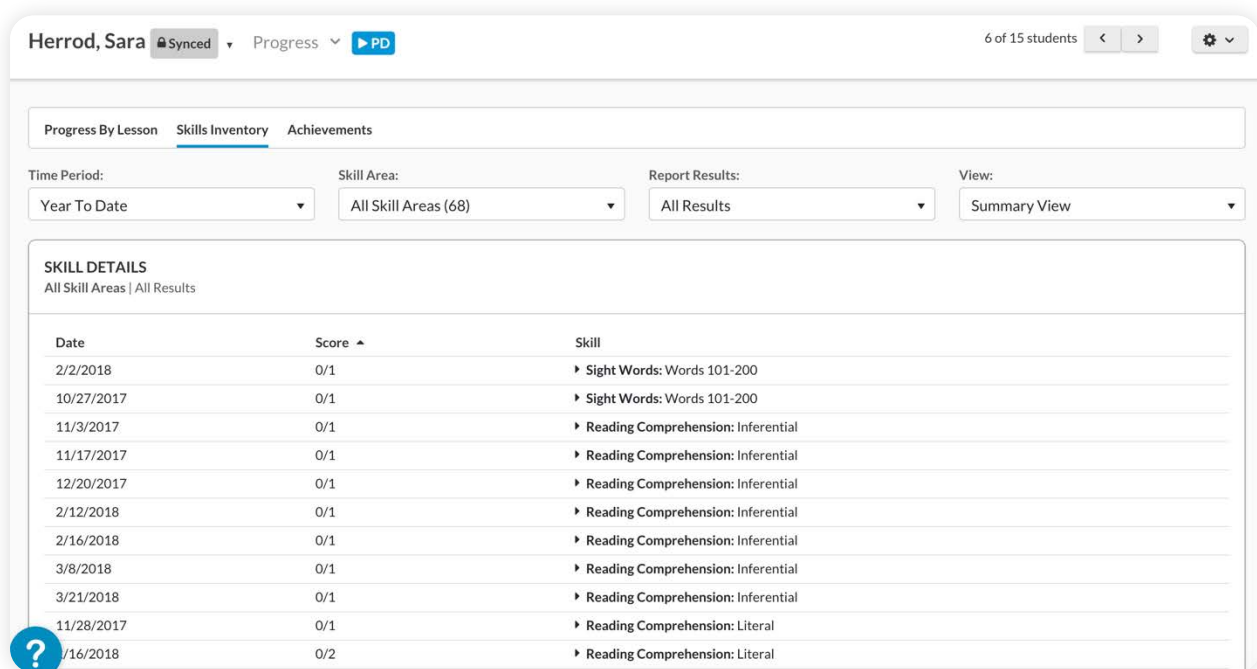 Herrod, Sara Synced Progress PD 6 of 15 students
Progress By Lesson Skills Inventory Achievements
Time Period: Skill Area: Report Results: View:
Year To Date All Skill Areas (68) All Results Summary View
SKILL DETAILS
All Skill Areas | All Results
Date Score Skill
2/2/2018 0/1 Sight Words: Words 101-200
10/27/2017 0/1 Sight Words: Words 101-200
11/3/2017 0/1 Reading Comprehension: Inferential
11/17/2017 0/1 Reading Comprehension: Inferential
12/20/2017 0/1 Reading Comprehension: Inferential
2/12/2018 0/1 Reading Comprehension: Inferential
2/16/2018 0/1 Reading Comprehension: Inferential
3/8/2018 0/1 Reading Comprehension: Inferential
3/21/2018 0/1 Reading Comprehension: Inferential
11/28/2017 0/1 Reading Comprehension: Literal
? /16/2018 0/2 Reading Comprehension: Literal